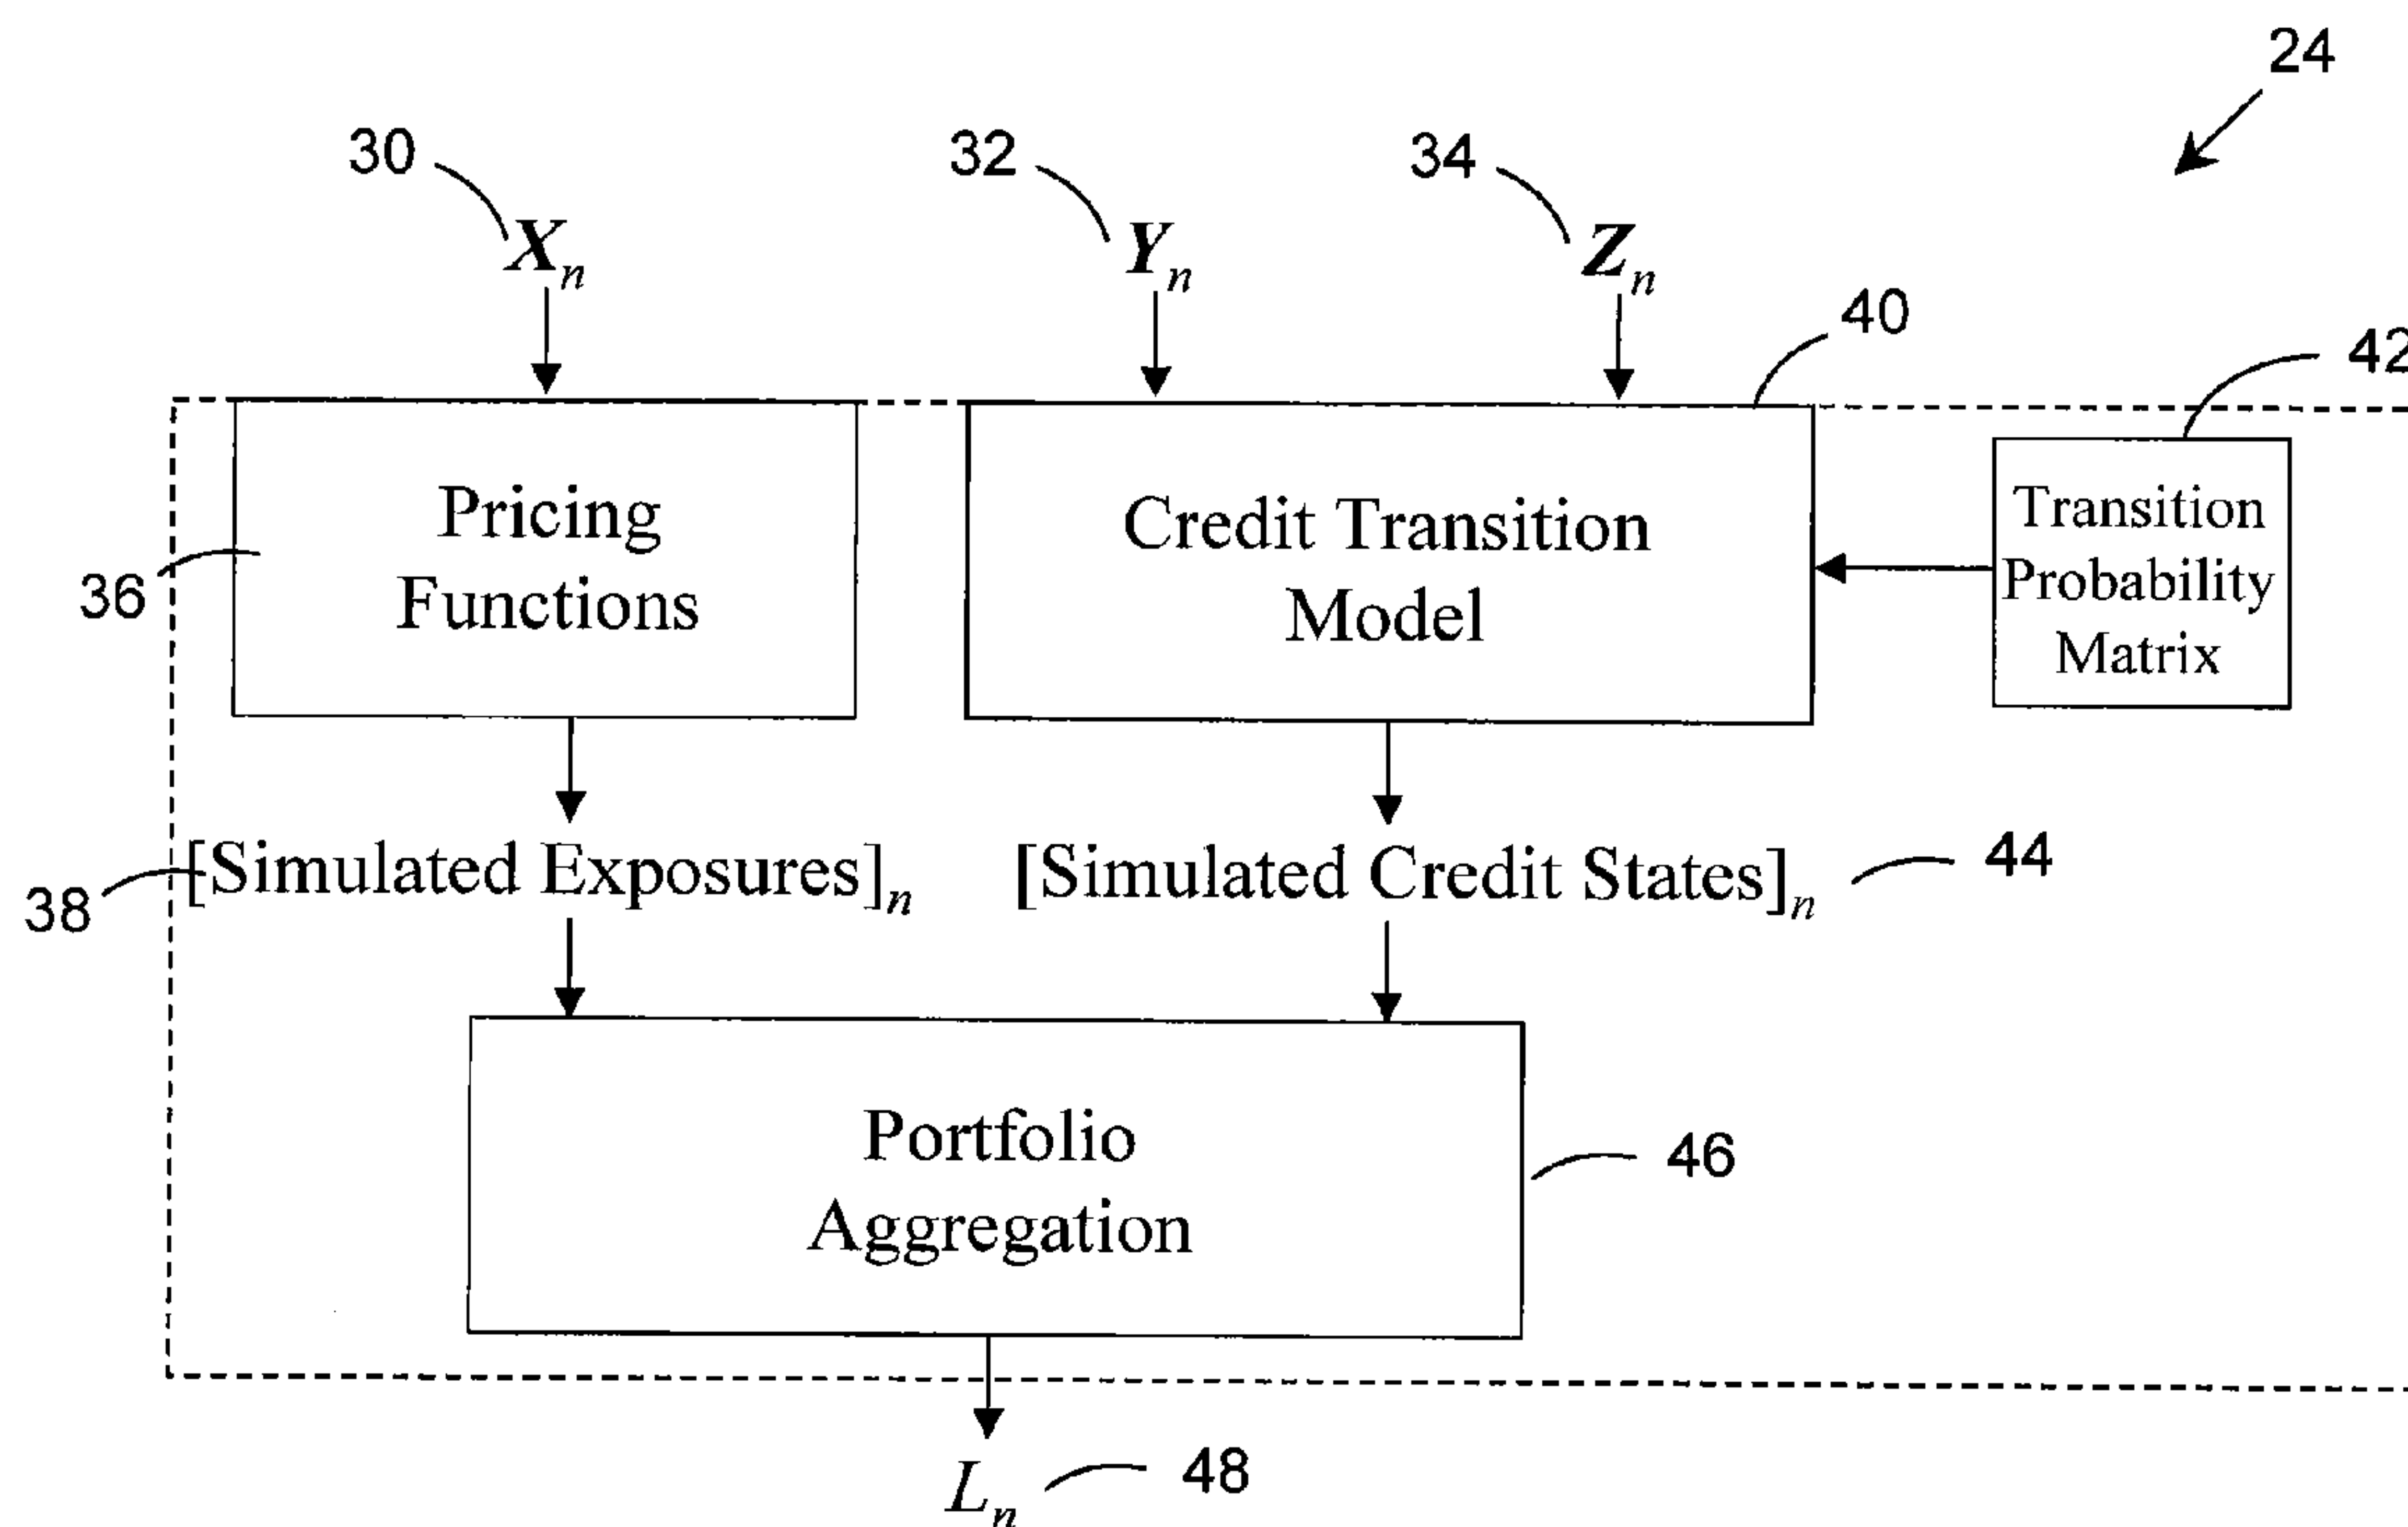 24
30
32
34
Xn
Yn
Zn
40
42
Pricing
Functions
Credit Transition
Model
Transition
Probability
Matrix
36
[Simulated Exposures]n
[Simulated Credit States]n
44
38
Portfolio
Aggregation
46
Ln
48